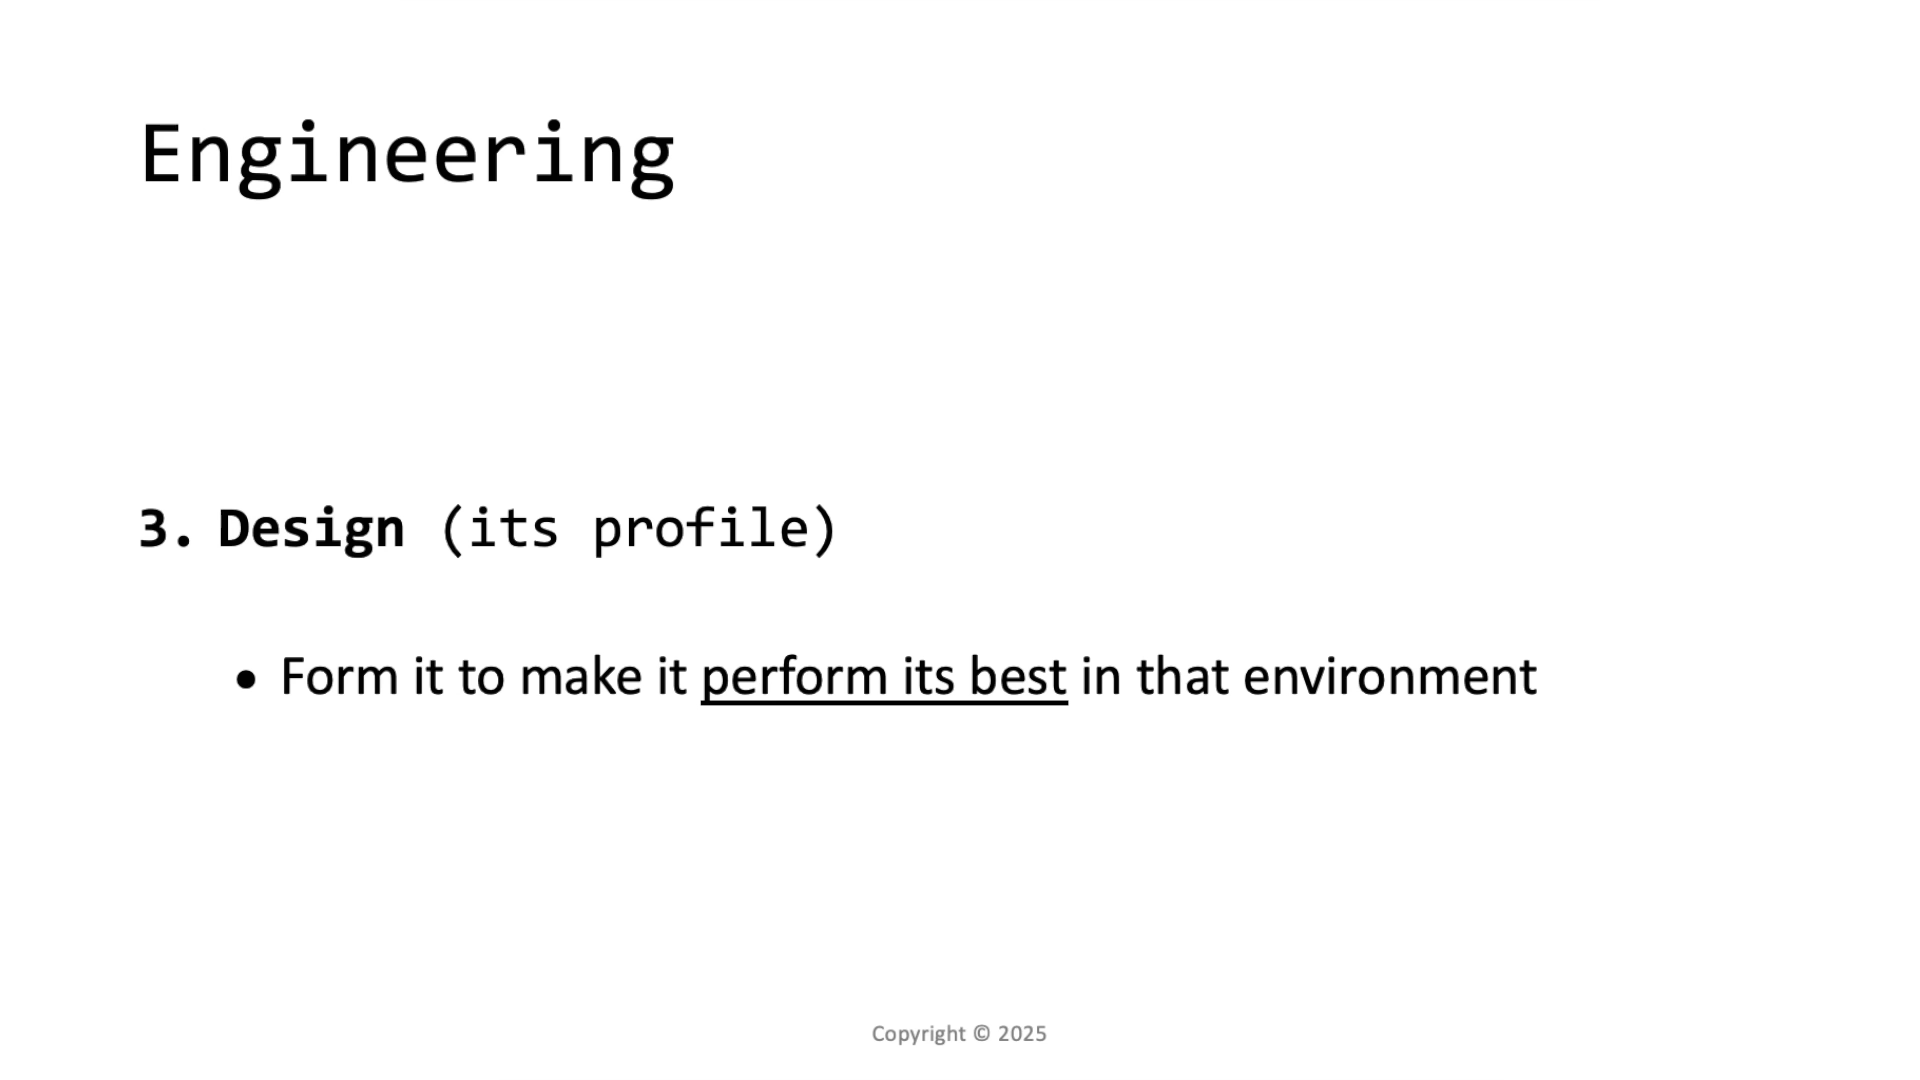 Engineering
3. Design (its profile)
• Form it to make it perform its best in that environment
Copyright © 2025